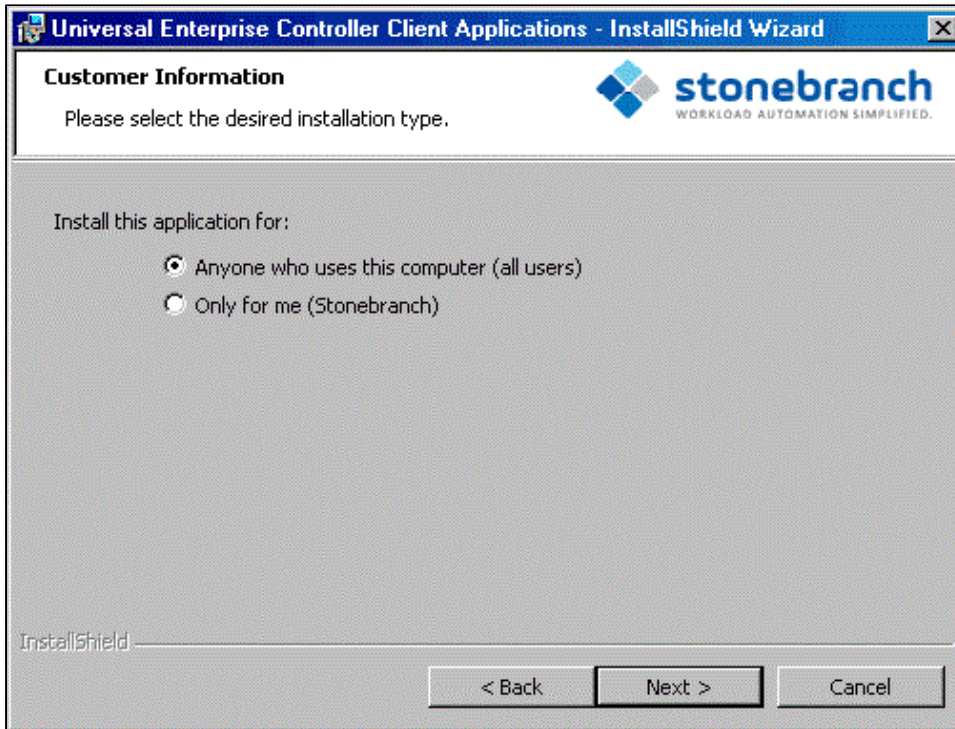 Universal Enterprise Controller Client Applications - InstallShield Wizard
Customer Information
Please select the desired installation type.
stonebranch
WORKLOAD AUTOMATION SIMPLIFIED.
Install this application for:
Anyone who uses this computer (all users)
Only for me (Stonebranch)
InstallShield
< Back
Next >
Cancel